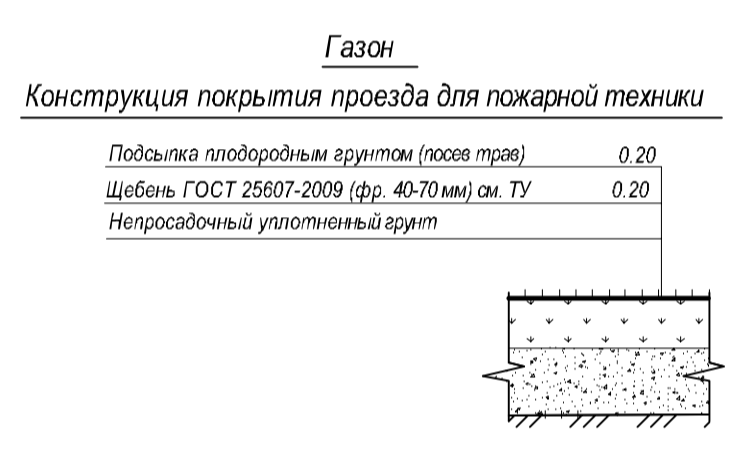 Газон
Конструкция покрытия проезда для пожарной техники
Подсыпка плодородным грунтом (посев трав) 0.20
Щебень ГОСТ 25607-2009 (фр. 40-70 мм) см. ТУ 0.20
Непросадочный уплотненный грунт